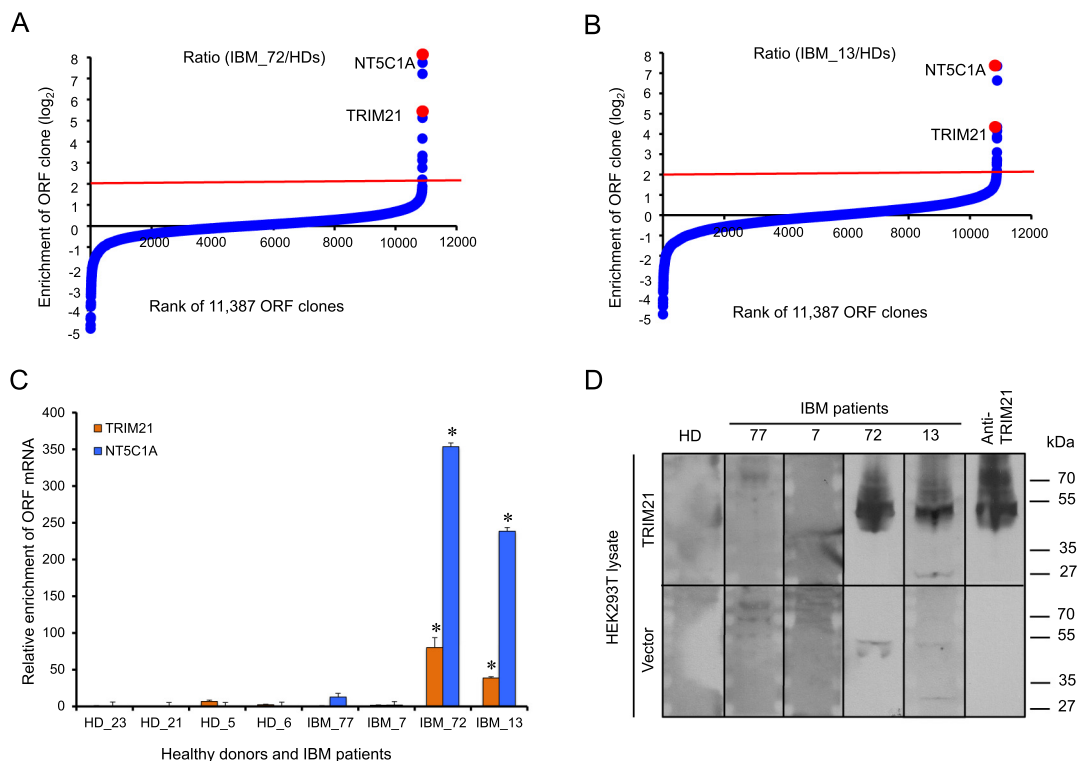 A
Ratio (IBM_72/HDs)
Enrichment of ORF clone (log2)
8
7
6
5
4
3
2
1
0
-1
-2
-3
-4
-5
NT5C1A
TRIM21
2000 4000 6000 8000 10000 12000
Rank of 11,387 ORF clones
B
Ratio (IBM_13/HDs)
Enrichment of ORF clone (log2)
8
7
6
5
4
3
2
1
0
-1
-2
-3
-4
-5
NT5C1A
TRIM21
2000 4000 6000 8000 10000 12000
Rank of 11,387 ORF clones
C
Relative enrichment of ORF mRNA
400
350
300
250
200
150
100
50
0
TRIM21
NT5C1A
* * * *
HD_23 HD_21 HD_5 HD_6 IBM_77 IBM_7 IBM_72 IBM_13
Healthy donors and IBM patients
D
IBM patients
HD 77 7 72 13
Anti-
TRIM21
kDa
HEK293T lysate
TRIM21
70
55
35
27
Vector
70
55
35
27